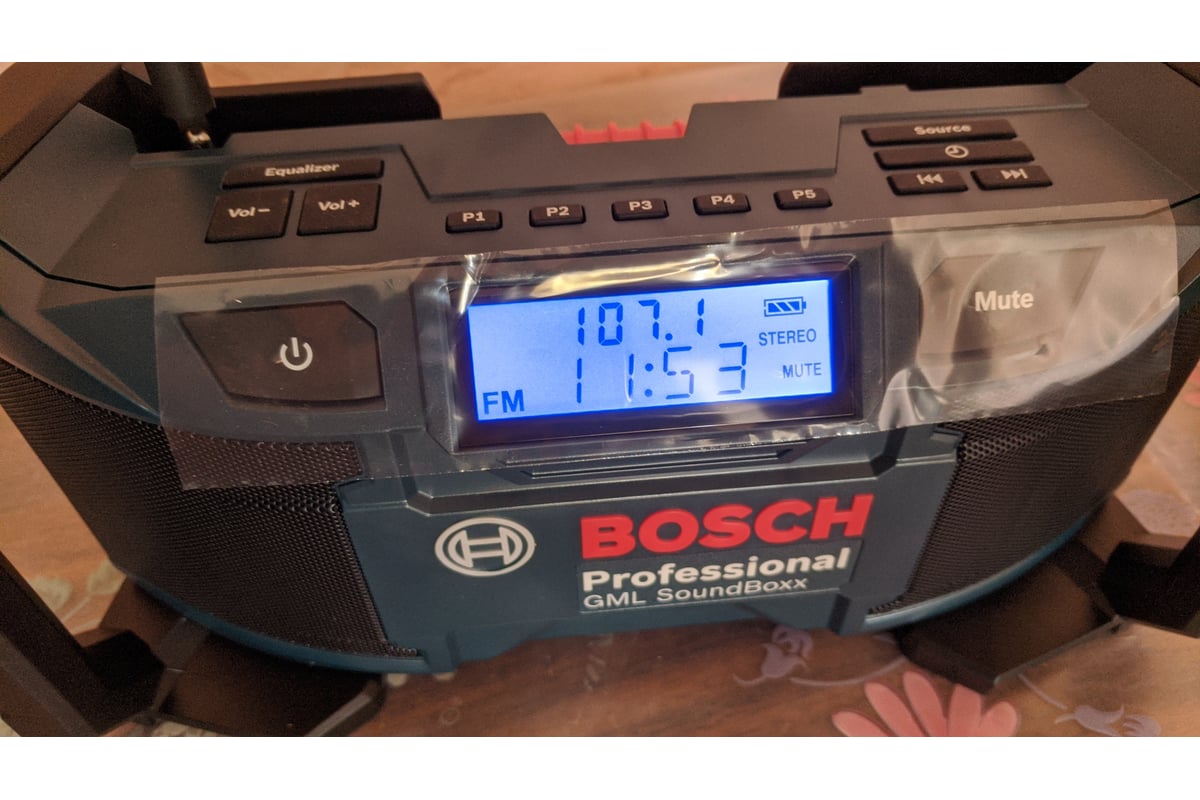 Equalizer
Vol –
Vol +
P1
P2
P3
P4
P5
Source
Mute
107.1
STEREO
11:53
MUTE
FM
BOSCH
Professional
GML SoundBoxx